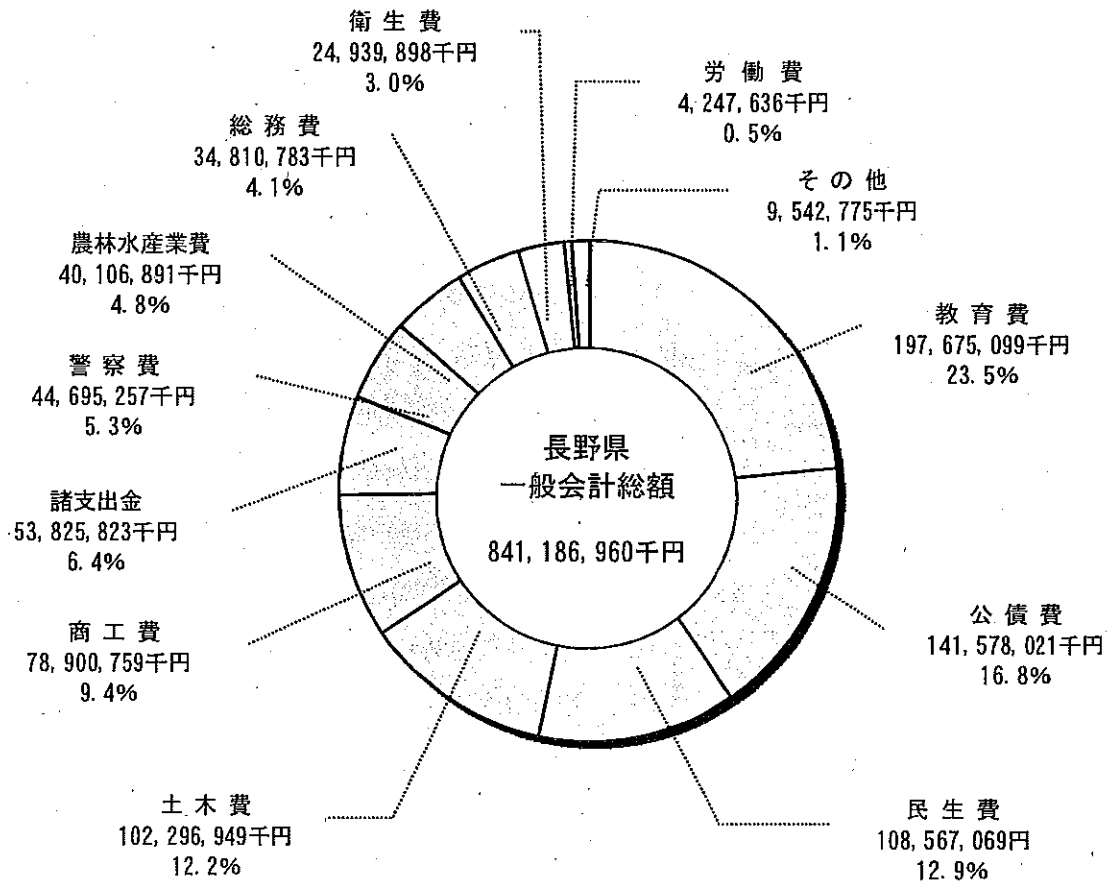 衛生費
24,939,898千円
3.0%
労働費
4,247,636千円
0.5%
総務費
34,810,783千円
4.1%
その他
9,542,775千円
1.1%
農林水産業費
40,106,891千円
4.8%
教育費
197,675,099千円
23.5%
警察費
44,695,257千円
5.3%
長野県
一般会計総額
841,186,960千円
諸支出金
53,825,823千円
6.4%
公債費
141,578,021千円
16.8%
商工費
78,900,759千円
9.4%
土木費
102,296,949千円
12.2%
民生費
108,567,069円
12.9%